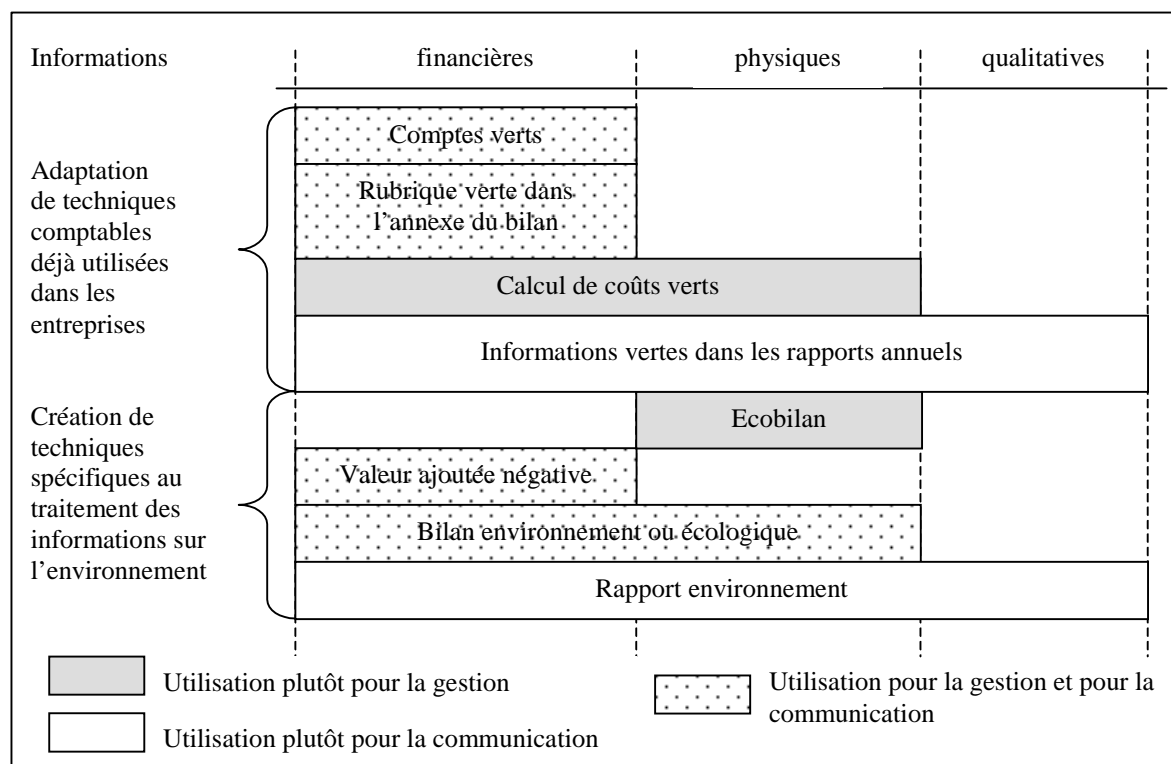 Informations financières physiques qualitatives
Adaptation
de techniques
comptables
déjà utilisées
dans les
entreprises
Comptes verts
Rubrique verte dans
l’annexe du bilan
Calcul de coûts verts
Informations vertes dans les rapports annuels
Création de
techniques
spécifiques au
traitement des
informations sur
l’environnement
Ecobilan
Valeur ajoutée négative
Bilan environnement ou écologique
Rapport environnement
Utilisation plutôt pour la gestion
Utilisation plutôt pour la communication
Utilisation pour la gestion et pour la
communication